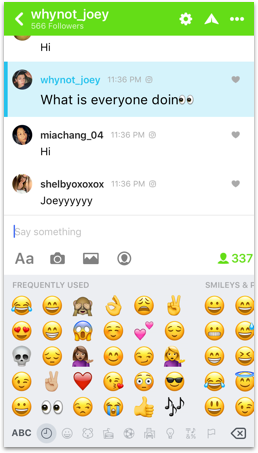 whynot_joey
566 Followers
Hi
whynot_joey 11:36 PM
What is everyone doin👀
miachang_04 11:36 PM
Hi
shelbyoxoxox 11:36 PM
Joeyyyyyy
Say something
Aa
337
FREQUENTLY USED SMILEYS & P
ABC